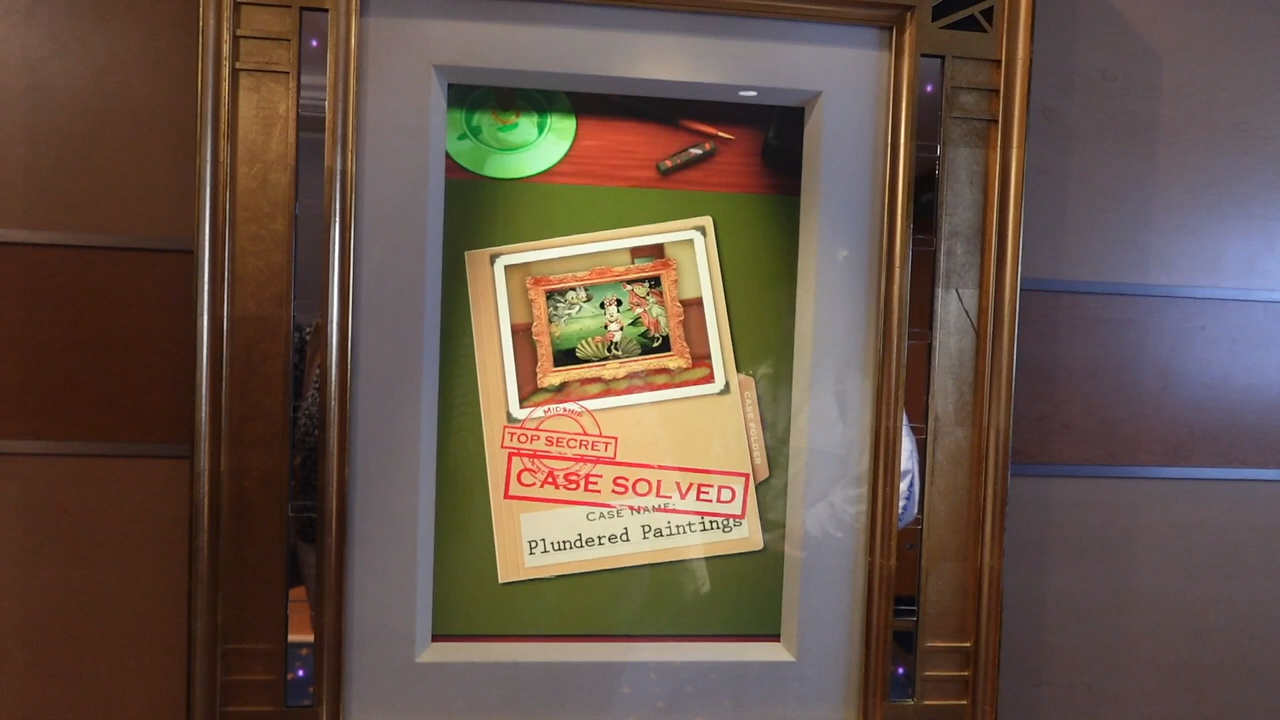 MIDSHIP
TOP SECRET
CASE SOLVED
CASE NAME:
Plundered Paintings
CASE FOLDER